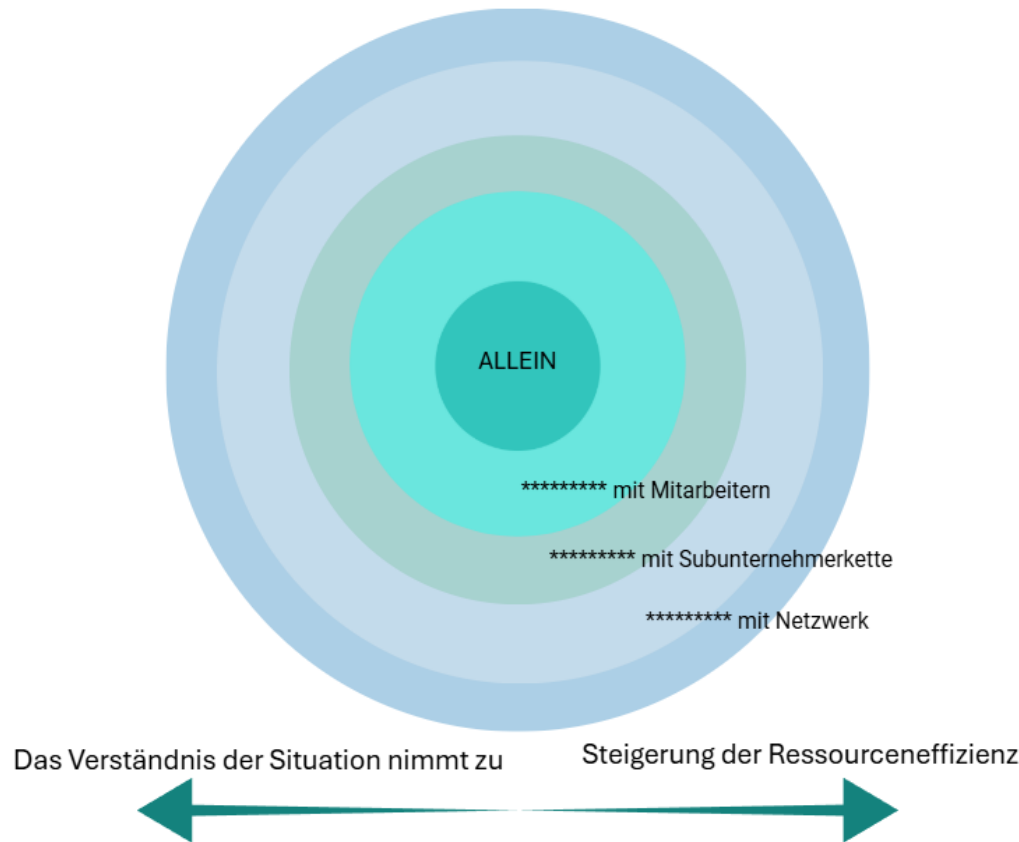 ALLEIN
********* mit Mitarbeitern
********* mit Subunternehmerkette
********* mit Netzwerk
Das Verständnis der Situation nimmt zu
Steigerung der Ressourceneffizienz